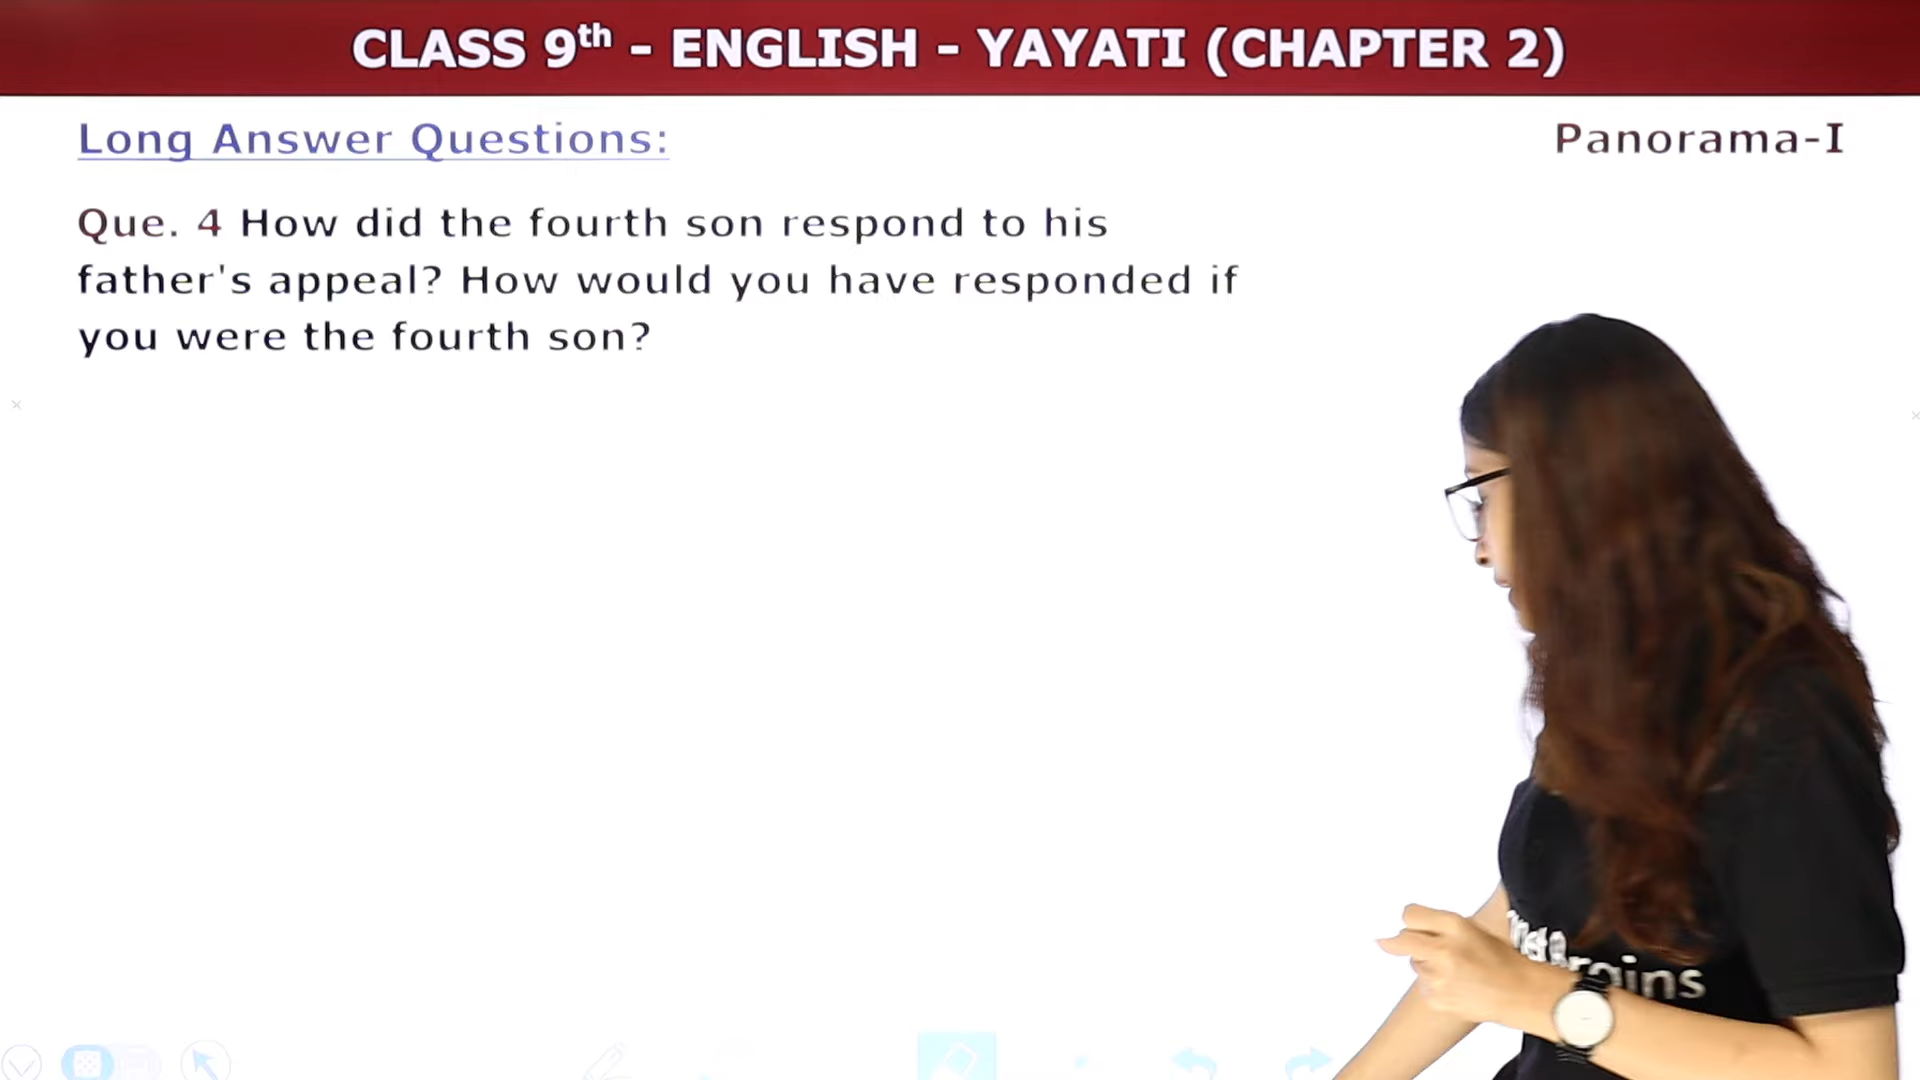 CLASS 9th - ENGLISH - YAYATI (CHAPTER 2)
Long Answer Questions:
Panorama-I
Que. 4 How did the fourth son respond to his
father's appeal? How would you have responded if
you were the fourth son?
rains